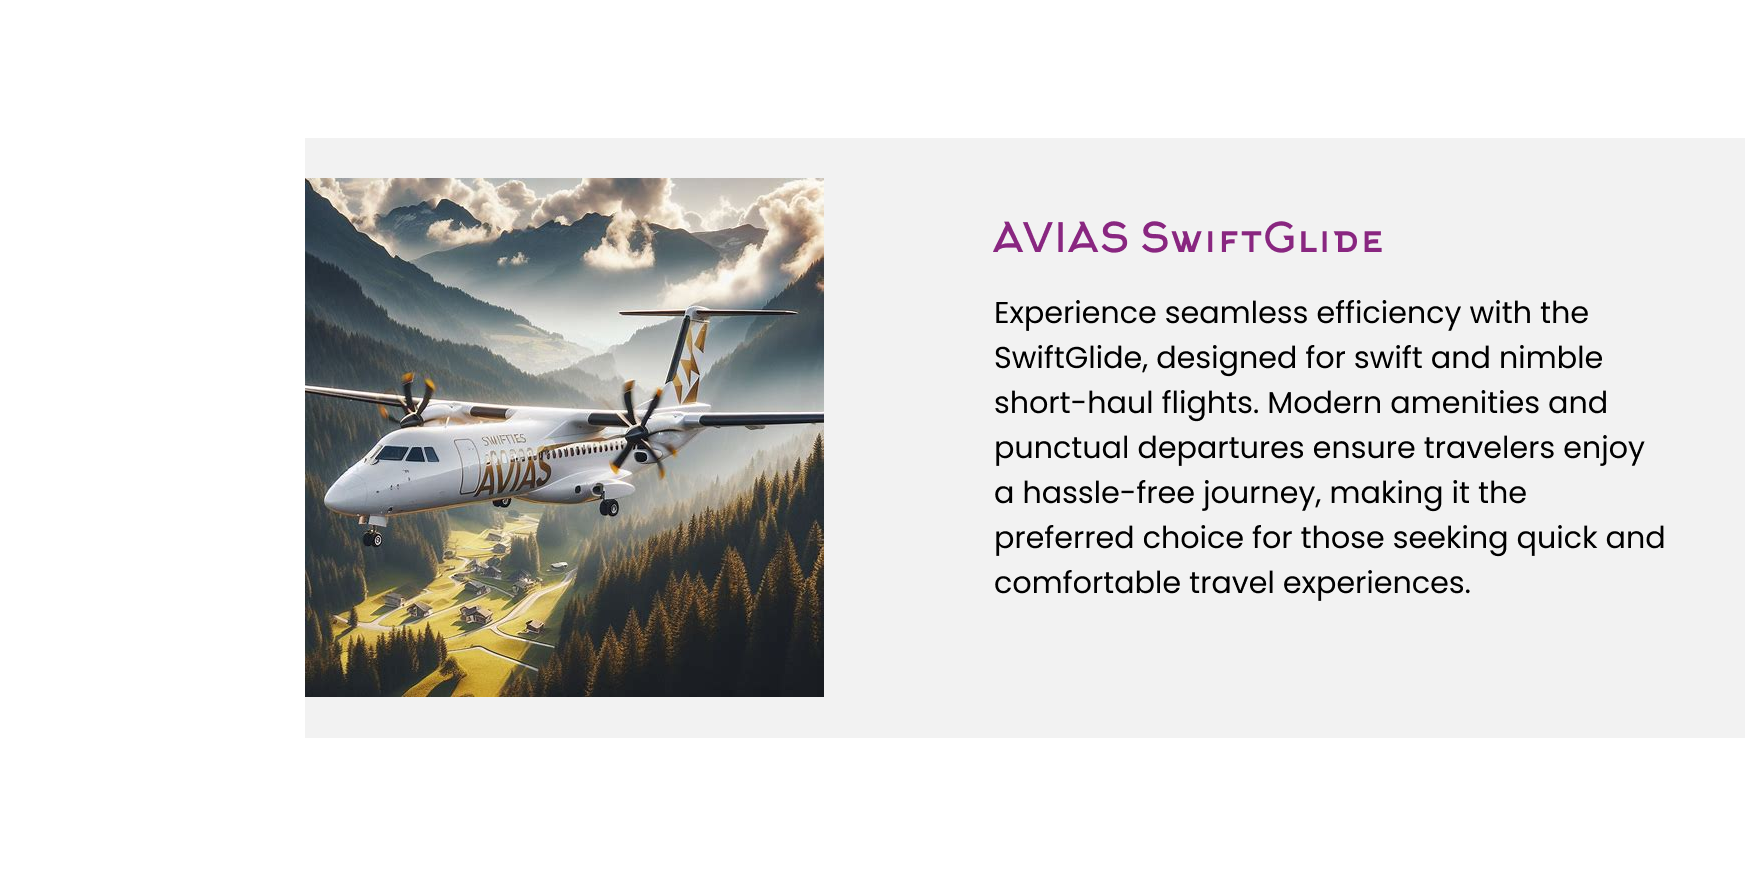 AVIAS SwiftGlide
Experience seamless efficiency with the
SwiftGlide, designed for swift and nimble
short-haul flights. Modern amenities and
punctual departures ensure travelers enjoy
a hassle-free journey, making it the
preferred choice for those seeking quick and
comfortable travel experiences.
SWIFTIES
AVIAS